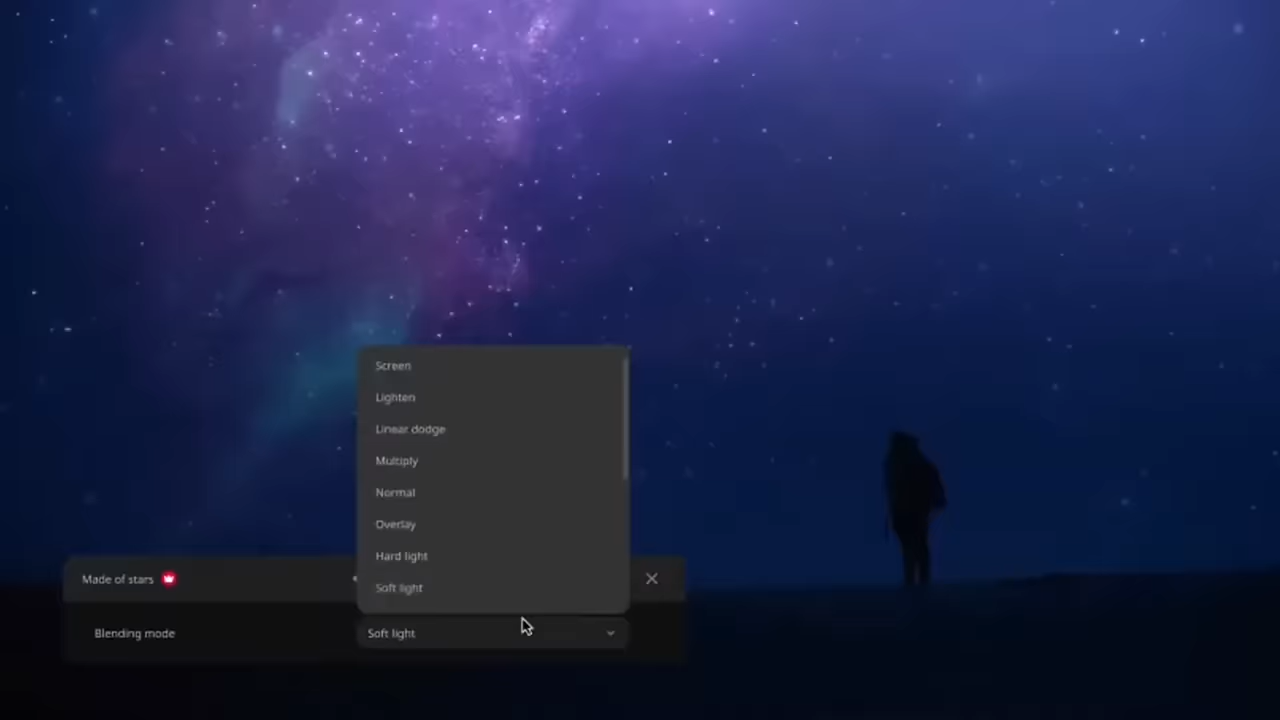 Screen
Lighten
Linear dodge
Multiply
Normal
Overlay
Hard light
Soft light
Made of stars
Blending mode
Soft light